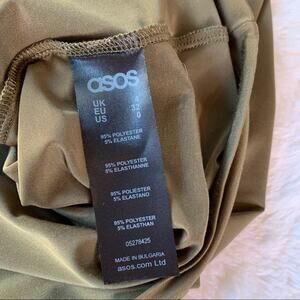 asos
UK 4
EU 32
US 0
95% POLYESTER
5% ELASTANE
95% POLYESTER
5% ELASTHANNE
95% POLIESTER
5% ELASTANO
95% POLYESTER
5% ELASTHAN
05278425
MADE IN BULGARIA
asos.com Ltd